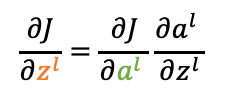 ∂J/∂z^l = ∂J/∂a^l ∂a^l/∂z^l